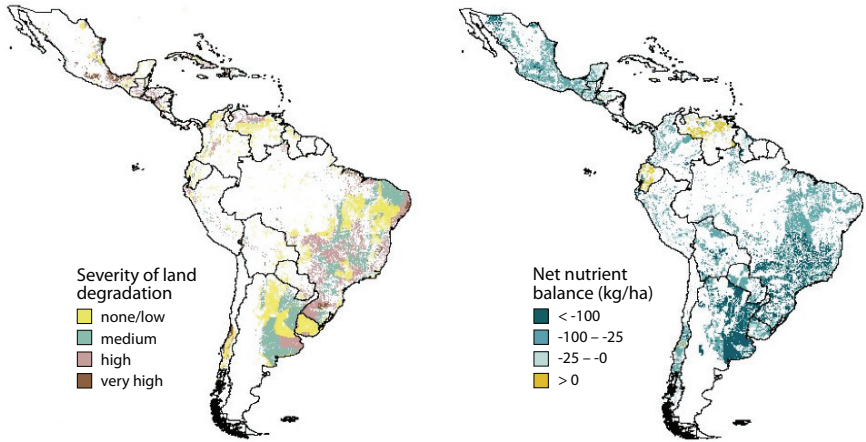 Severity of land
degradation
none/low
medium
high
very high
Net nutrient
balance (kg/ha)
< -100
-100 – -25
-25 – -0
> 0